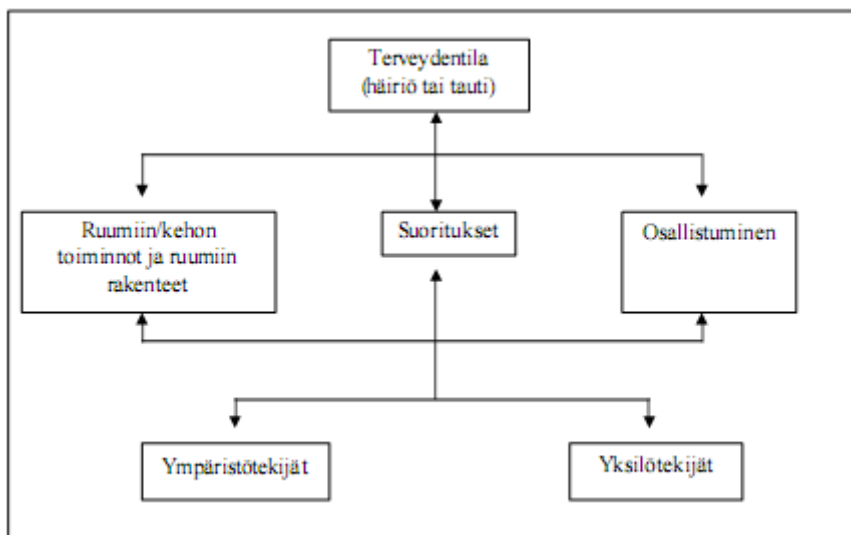 Terveydentila
(häiriö tai tauti)
Ruumiin/kehon
toiminnot ja ruumiin
rakenteet
Suoritukset
Osallistuminen
Ympäristötekijät
Yksilötekijät